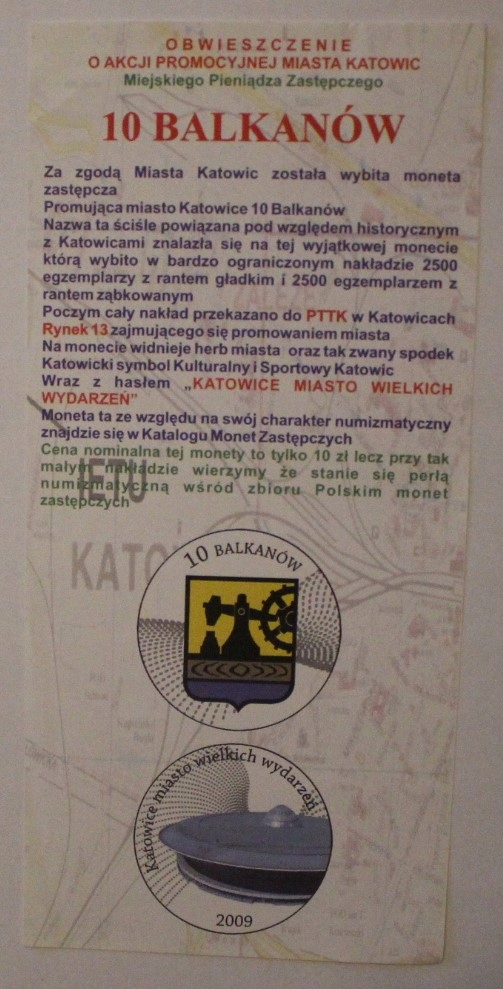 OBWIESZCZENIE
O AKCJI PROMOCYJNEJ MIASTA KATOWIC
Miejskiego Pieniądza Zastępczego
10 BALKANÓW
Za zgodą Miasta Katowic została wybita moneta
zastępcza
Promująca miasto Katowice 10 Balkanów
Nazwa ta ściśle powiązana pod względem historycznym
z Katowicami znalazła się na tej wyjątkowej monecie
którą wybito w bardzo ograniczonym nakładzie 2500
egzemplarzy z rantem gładkim i 2500 egzemplarzem z
rantem ząbkowanym
Poczym cały nakład przekazano do PTTK w Katowicach
Rynek 13 zajmującego się promowaniem miasta
Na monecie widnieje herb miasta oraz tak zwany spodek
Katowicki symbol Kulturalny i Sportowy Katowic
Wraz z hasłem „KATOWICE MIASTO WIELKICH
WYDARZEŃ”
Moneta ta ze względu na swój charakter numizmatyczny
znajdzie się w Katalogu Monet Zastępczych
Cena nominalna tej monety to tylko 10 zł lecz przy tak
małym nakładzie wierzymy że stanie się perłą
numizmatyczną wśród zbioru Polskim monet
zastępczych
KATO
10 BALKANÓW
Katowice miasto wielkich wydarzeń
2009